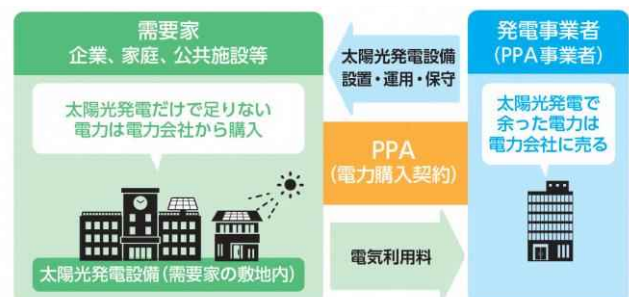 需要家
企業、家庭、公共施設等
太陽光発電だけで足りない
電力は電力会社から購入
太陽光発電設備(需要家の敷地内)
太陽光発電設備
設置・運用・保守
PPA
(電力購入契約)
電気利用料
発電事業者
(PPA事業者)
太陽光発電で
余った電力は
電力会社に売る